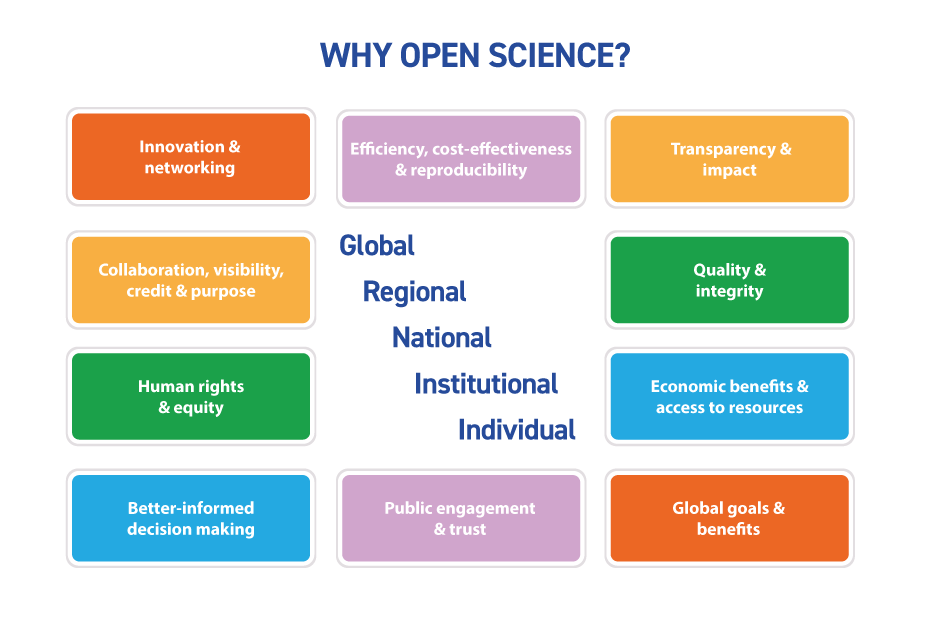 WHY OPEN SCIENCE?
Innovation &
networking
Efficiency, cost-effectiveness
& reproducibility
Transparency &
impact
Collaboration, visibility,
credit & purpose
Global
Regional
National
Institutional
Individual
Quality &
integrity
Human rights
& equity
Economic benefits &
access to resources
Better-informed
decision making
Public engagement
& trust
Global goals &
benefits